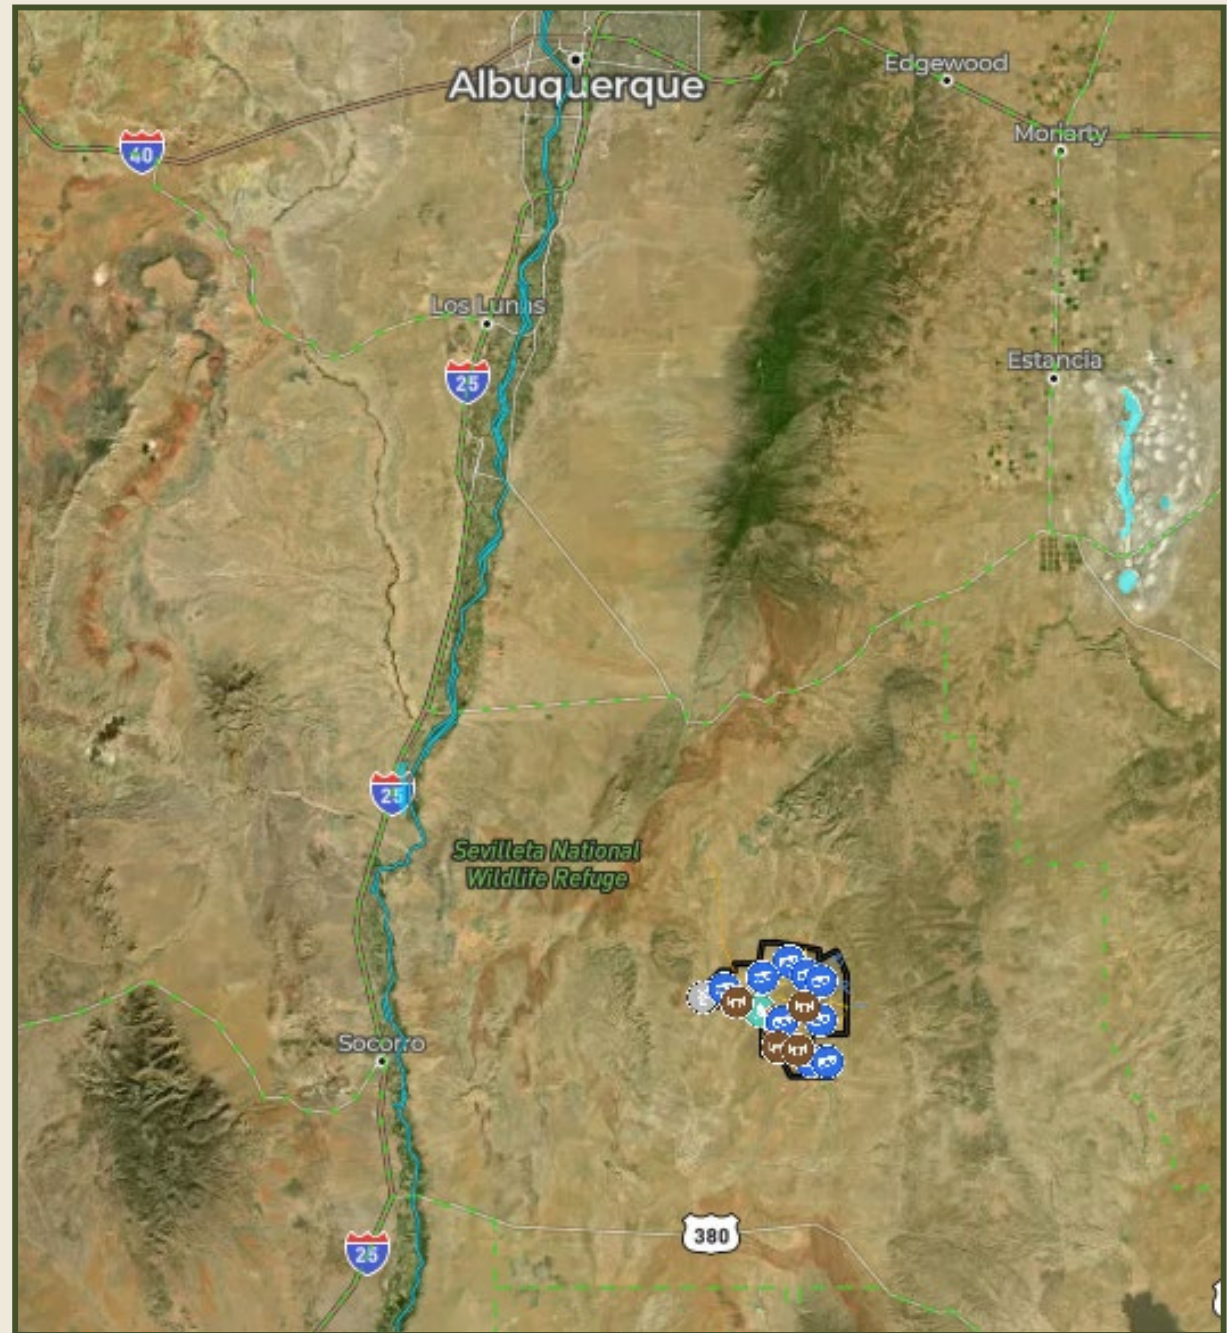 Edgewood
Albuquerque
Moriarty
40
Los Lunas
Estancia
25
25
Sevilleta National
Wildlife Refuge
Socorro
380
25